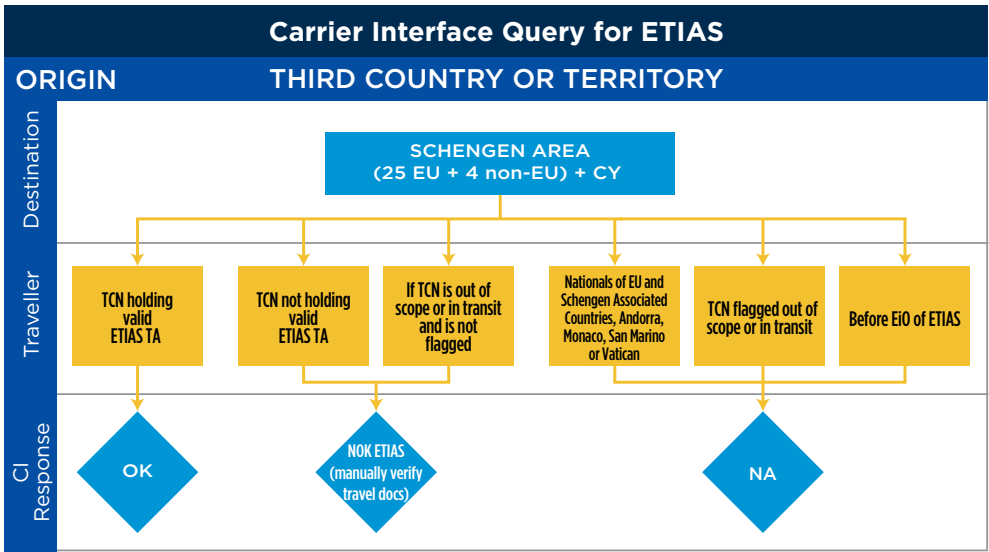 Carrier Interface Query for ETIAS
ORIGIN
THIRD COUNTRY OR TERRITORY
Destination
SCHENGEN AREA
(25 EU + 4 non-EU) + CY
Traveller
TCN holding
valid
ETIAS TA
TCN not holding
valid
ETIAS TA
If TCN is out of
scope or in transit
and is not
flagged
Nationals of EU and
Schengen Associated
Countries, Andorra,
Monaco, San Marino
or Vatican
TCN flagged out of
scope or in transit
Before EiO of ETIAS
CI
Response
OK
NOK ETIAS
(manually verify
travel docs)
NA